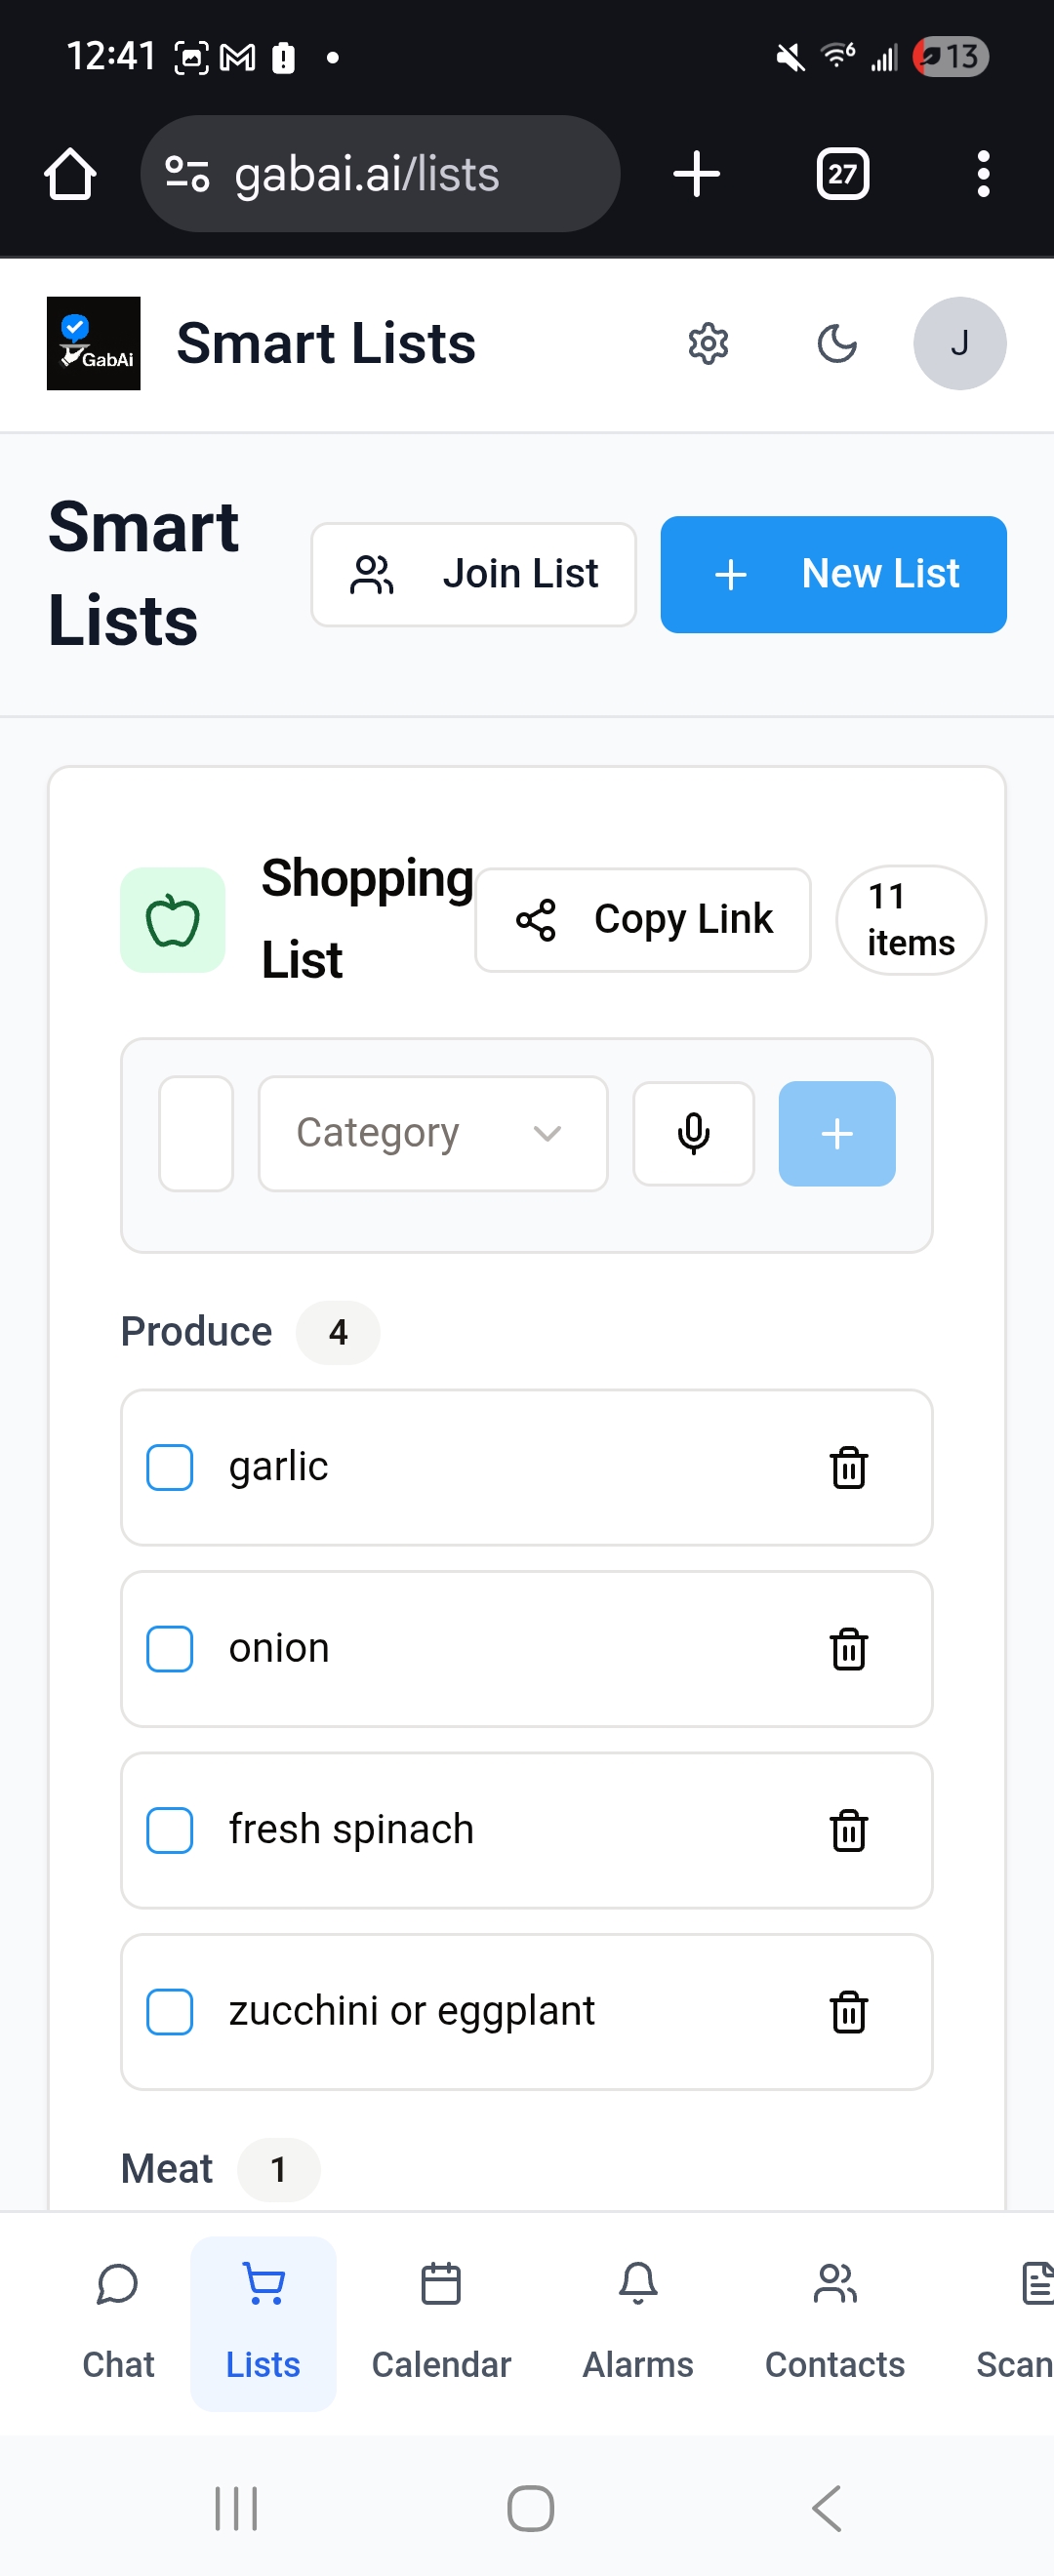 12:41
6
13
gabai.ai/lists
27
GabAi
Smart Lists
J
Smart
Lists
Join List
New List
Shopping
List
Copy Link
11
items
Category
Produce 4
garlic
onion
fresh spinach
zucchini or eggplant
Meat 1
Chat
Lists
Calendar
Alarms
Contacts
Scan